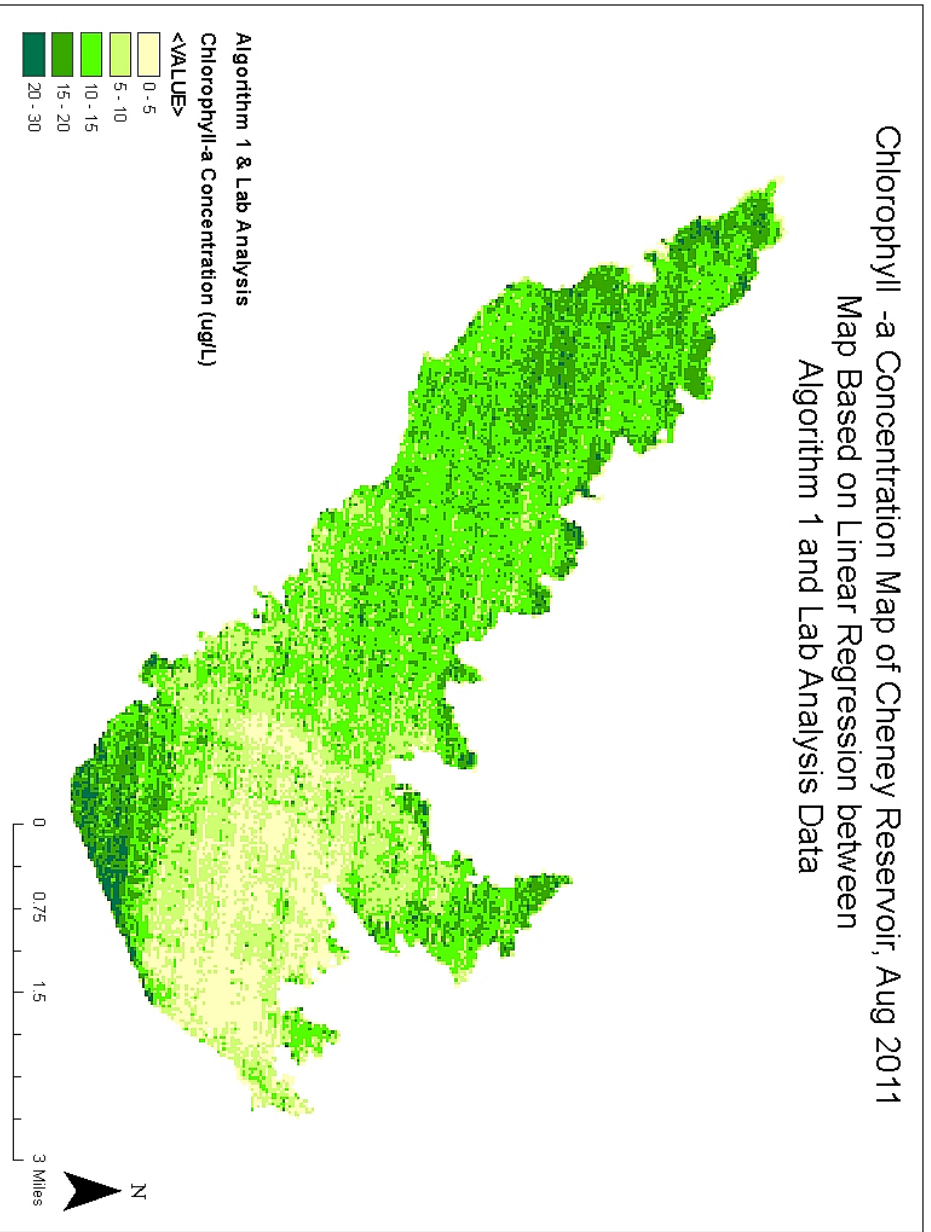 Chlorophyll -a Concentration Map of Cheney Reservoir, Aug 2011
Map Based on Linear Regression between
Algorithm 1 and Lab Analysis Data
Algorithm 1 & Lab Analysis
Chlorophyll-a Concentration (ug/L)
<VALUE>
0 - 5
5 - 10
10 - 15
15 - 20
20 - 30
N
0 0.75 1.5 3 Miles